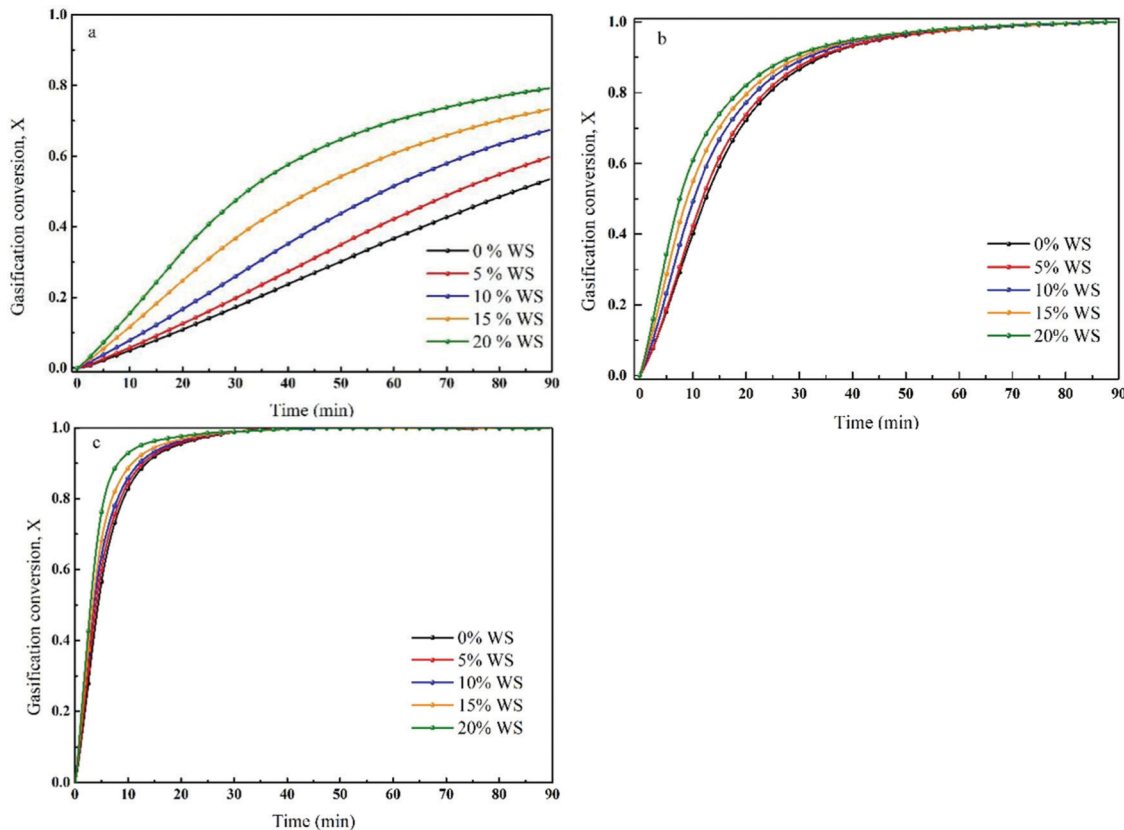 a
Gasification conversion, X
1.0
0.8
0.6
0.4
0.2
0.0
0 % WS
5 % WS
10 % WS
15 % WS
20 % WS
0 10 20 30 40 50 60 70 80 90
Time (min)
b
Gasification conversion, X
1.0
0.8
0.6
0.4
0.2
0.0
0% WS
5% WS
10% WS
15% WS
20% WS
0 10 20 30 40 50 60 70 80 90
Time (min)
c
Gasification conversion, X
1.0
0.8
0.6
0.4
0.2
0.0
0% WS
5% WS
10% WS
15% WS
20% WS
0 10 20 30 40 50 60 70 80 90
Time (min)